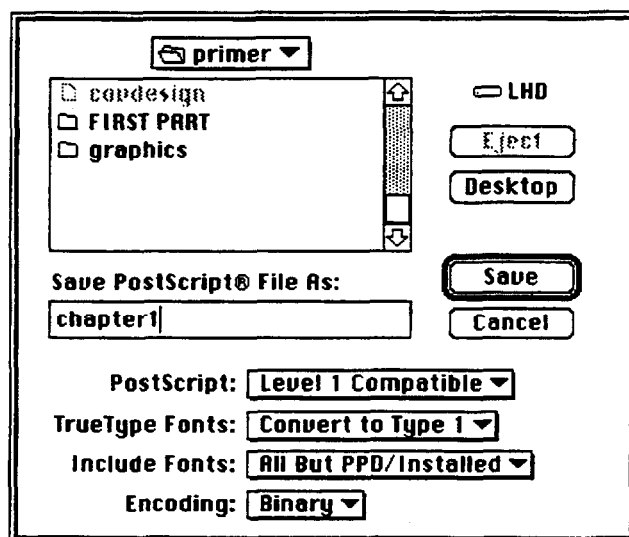 primer
covdesign
FIRST PART
graphics
LHD
Eject
Desktop
Save PostScript® File As:
chapter1
Save
Cancel
PostScript: Level 1 Compatible
TrueType Fonts: Convert to Type 1
Include Fonts: All But PPD/Installed
Encoding: Binary